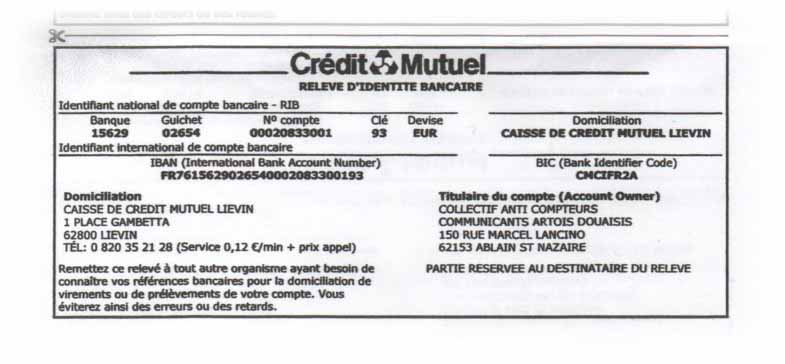 Crédit Mutuel
RELEVE D'IDENTITE BANCAIRE
Identifiant national de compte bancaire - RIB
Banque Guichet Nº compte Clé Devise Domiciliation
15629 02654 00020833001 93 EUR CAISSE DE CREDIT MUTUEL LIEVIN
Identifiant international de compte bancaire
IBAN (International Bank Account Number) BIC (Bank Identifier Code)
FR7615629026540002083300193 CMCIFR2A
Domiciliation
CAISSE DE CREDIT MUTUEL LIEVIN
1 PLACE GAMBETTA
62800 LIEVIN
TÉL: 0 820 35 21 28 (Service 0,12 €/min + prix appel)
Titulaire du compte (Account Owner)
COLLECTIF ANTI COMPTEURS
COMMUNICANTS ARTOIS DOUAISIS
150 RUE MARCEL LANCINO
62153 ABLAIN ST NAZAIRE
Remettez ce relevé à tout autre organisme ayant besoin de
connaître vos références bancaires pour la domiciliation de
virements ou de prélèvements de votre compte. Vous
éviterez ainsi des erreurs ou des retards.
PARTIE RESERVEE AU DESTINATAIRE DU RELEVE